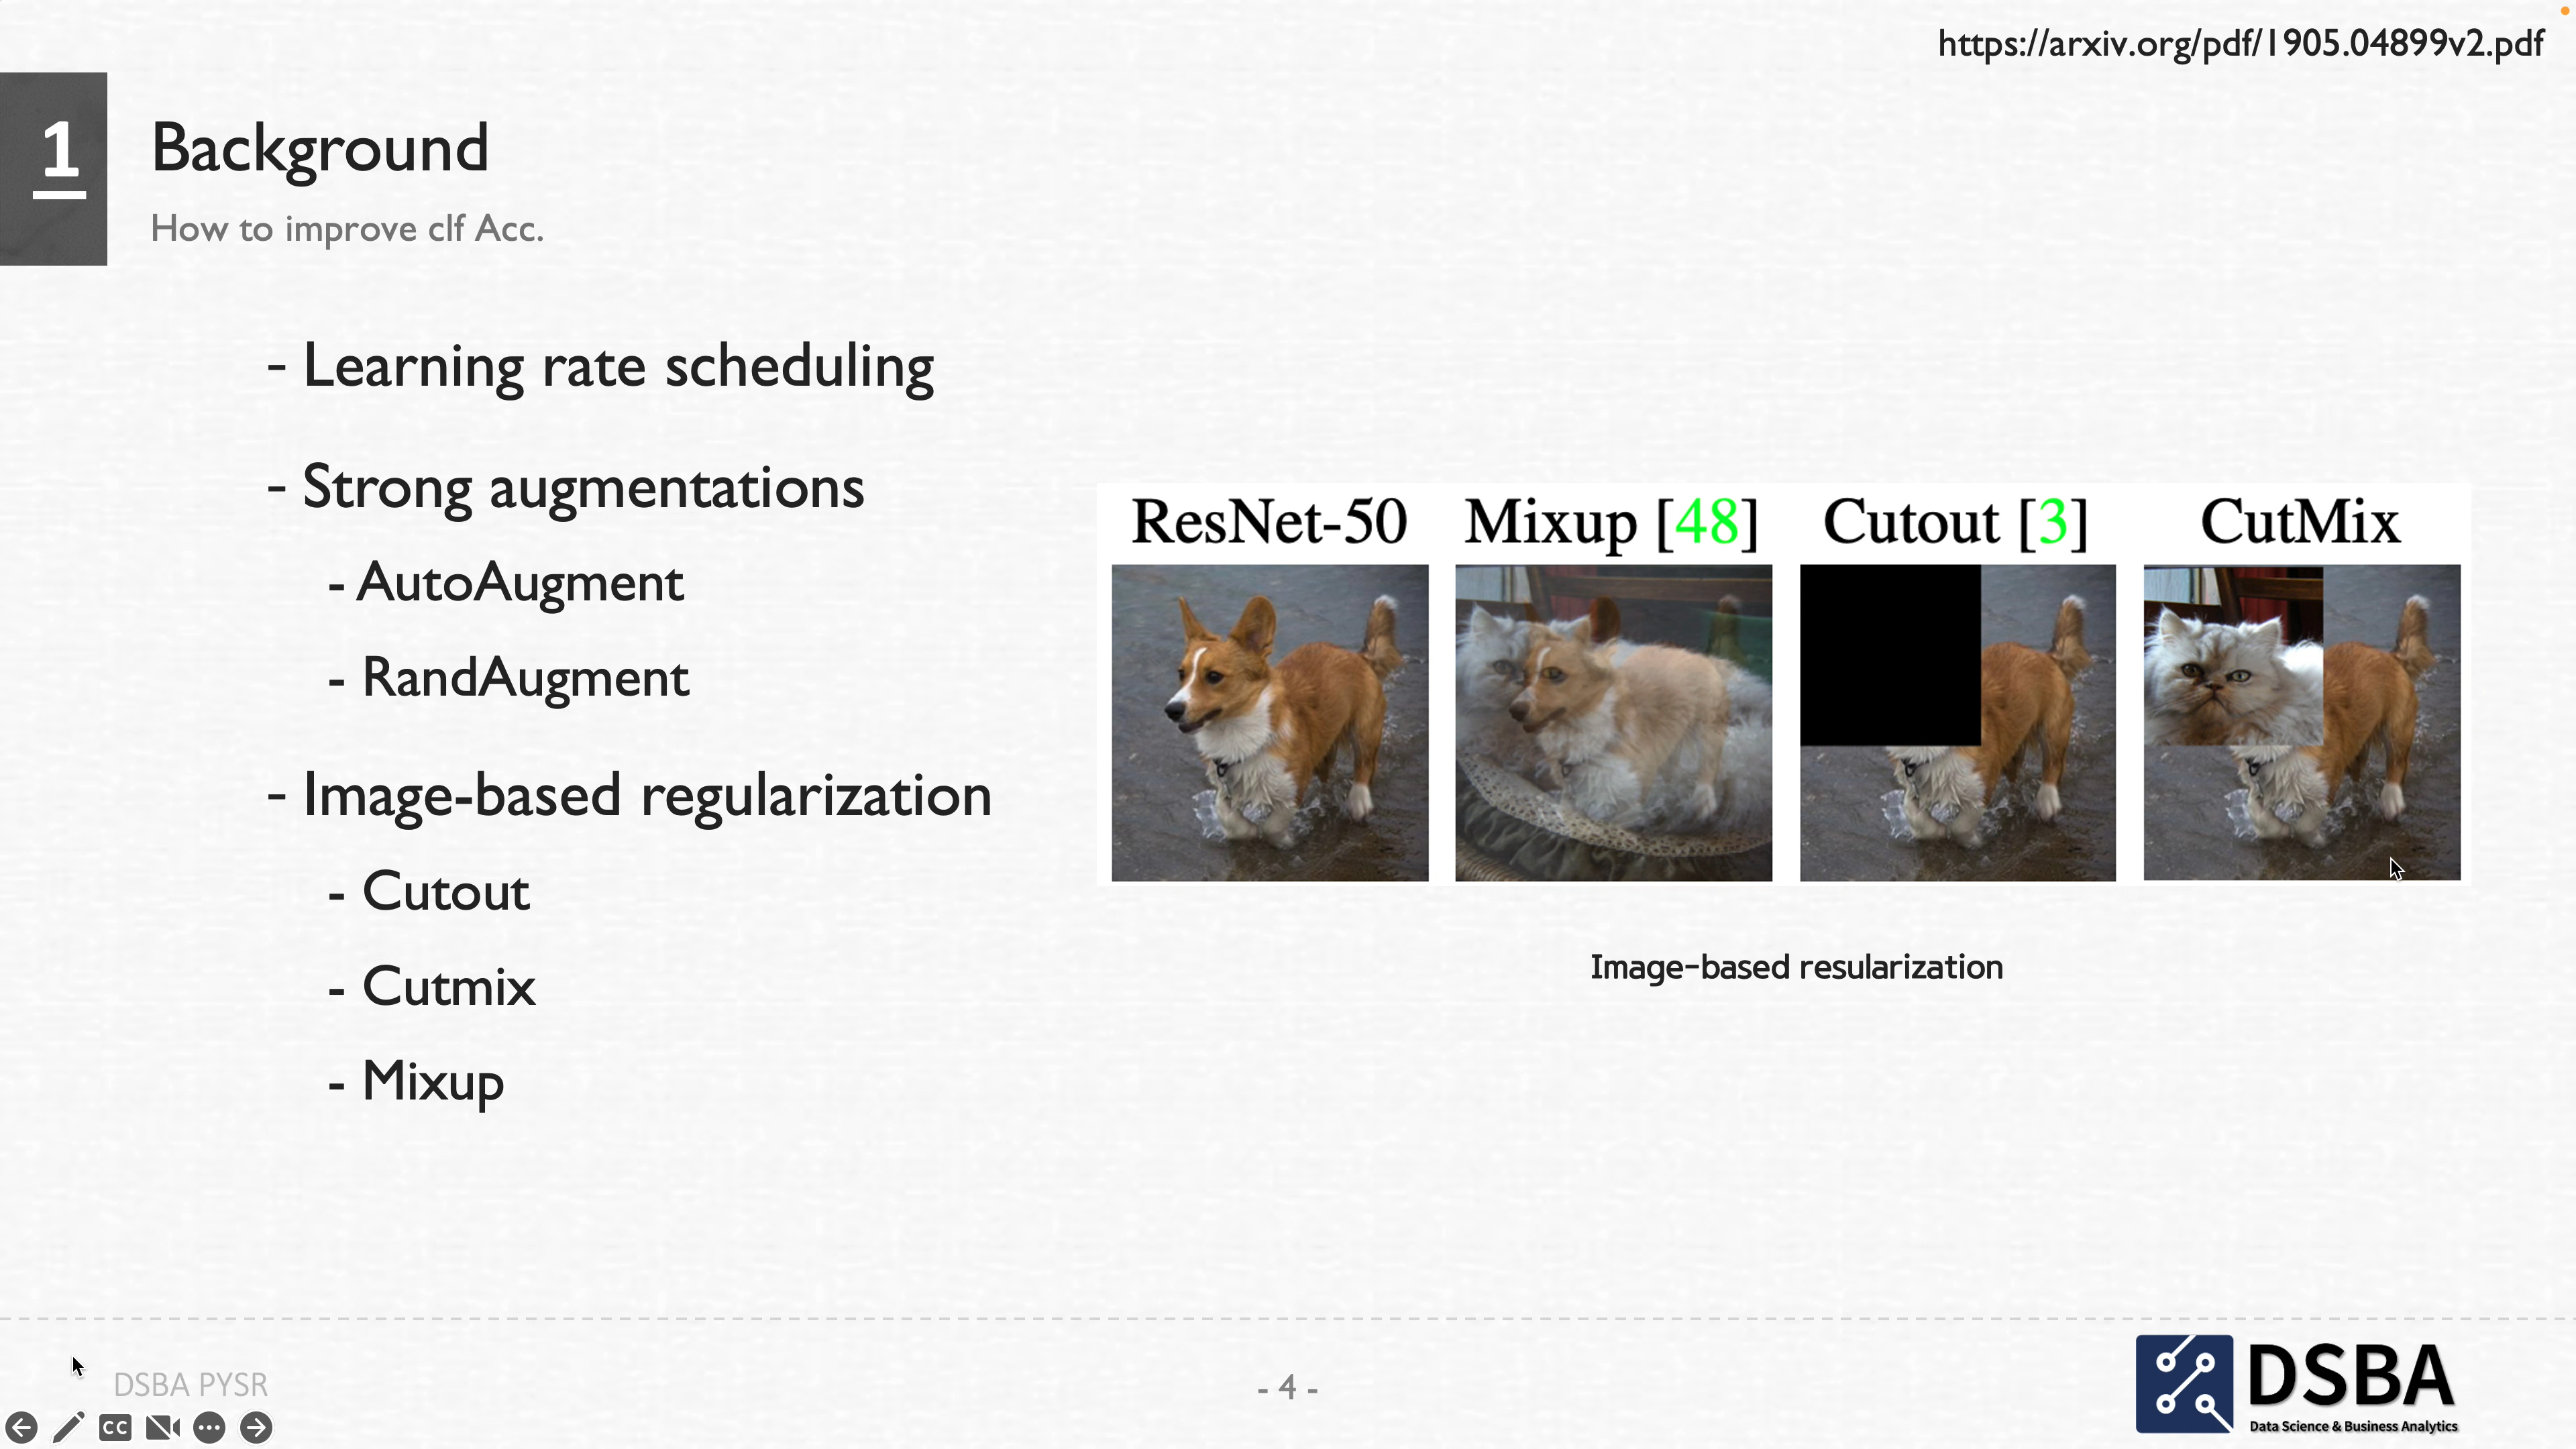 https://arxiv.org/pdf/1905.04899v2.pdf
1
Background
How to improve clf Acc.
- Learning rate scheduling
- Strong augmentations
- AutoAugment
- RandAugment
- Image-based regularization
- Cutout
- Cutmix
- Mixup
ResNet-50 Mixup [48] Cutout [3] CutMix
Image-based resularization
DSBA PYSR
- 4 -
DSBA
Data Science & Business Analytics
CC